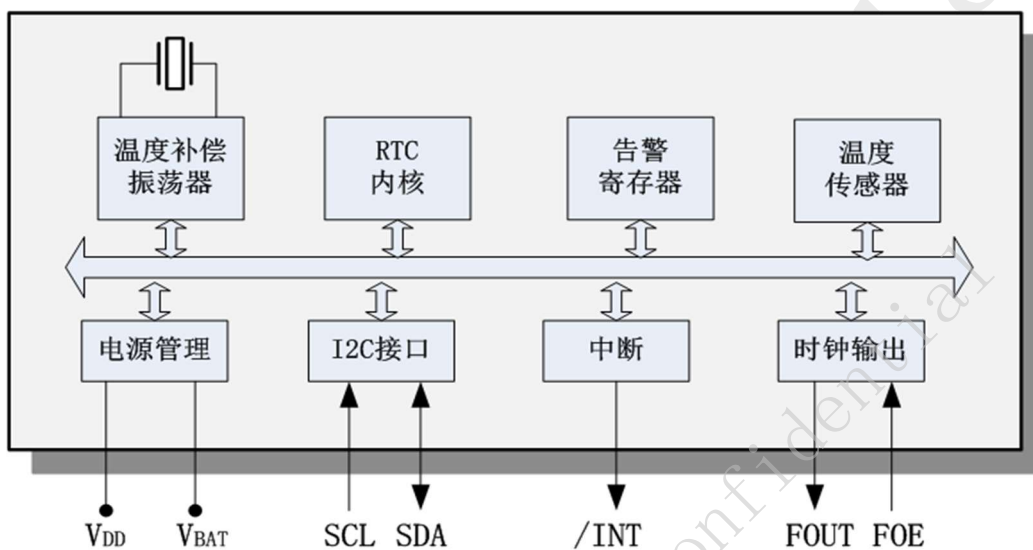 温度补偿
振荡器
RTC
内核
告警
寄存器
温度
传感器
电源管理
I2C接口
中断
时钟输出
VDD
VBAT
SCL
SDA
/INT
FOUT
FOE